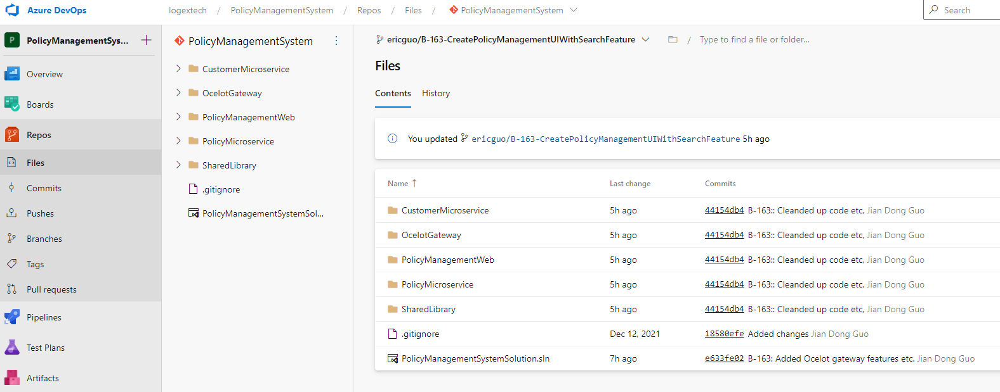 Azure DevOps
logextech / PolicyManagementSystem / Repos / Files / PolicyManagementSystem
Search
P PolicyManagementSys... +
Overview
Boards
Repos
Files
Commits
Pushes
Branches
Tags
Pull requests
Pipelines
Test Plans
Artifacts
PolicyManagementSystem
CustomerMicroservice
OcelotGateway
PolicyManagementWeb
PolicyMicroservice
SharedLibrary
.gitignore
PolicyManagementSystemSol...
ericguo/B-163-CreatePolicyManagementUIWithSearchFeature / Type to find a file or folder...
Files
Contents History
You updated ericguo/B-163-CreatePolicyManagementUIWithSearchFeature 5h ago
Name ↑ Last change Commits
CustomerMicroservice 5h ago 44154db4 B-163:: Cleanded up code etc, Jian Dong Guo
OcelotGateway 5h ago 44154db4 B-163:: Cleanded up code etc, Jian Dong Guo
PolicyManagementWeb 5h ago 44154db4 B-163:: Cleanded up code etc, Jian Dong Guo
PolicyMicroservice 5h ago 44154db4 B-163:: Cleanded up code etc, Jian Dong Guo
SharedLibrary 5h ago 44154db4 B-163:: Cleanded up code etc, Jian Dong Guo
.gitignore Dec 12, 2021 18580efe Added changes Jian Dong Guo
PolicyManagementSystemSolution.sln 7h ago e633fe02 B-163: Added Ocelot gateway features etc. Jian Dong Guo